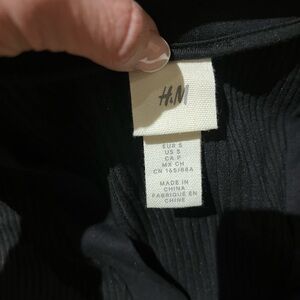 H&M
EUR S
US S
CA P
MX CH
CN 165/88A
MADE IN
CHINA
FABRIQUÉ EN
CHINE